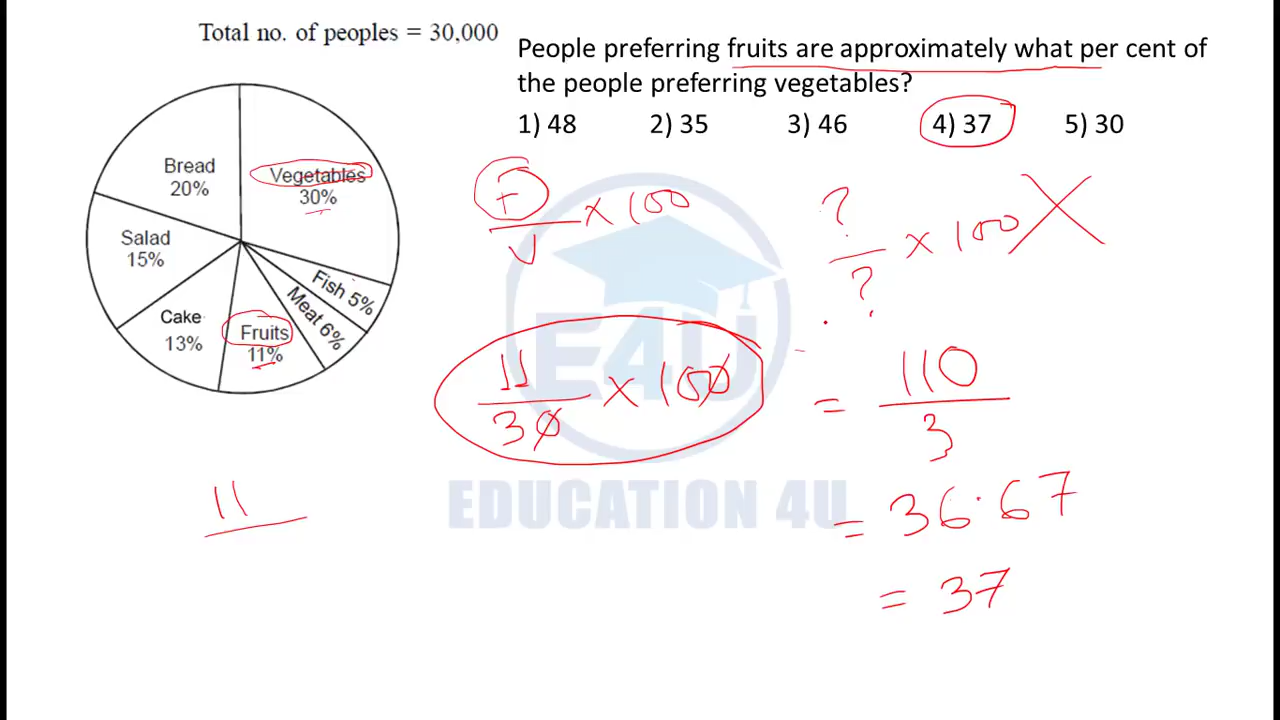 Total no. of peoples = 30,000
People preferring fruits are approximately what per cent of
the people preferring vegetables?
1) 48 2) 35 3) 46 4) 37 5) 30
Bread
20%
Vegetables
30%
Salad
15%
Fish 5%
Meat 6%
Cake
13%
Fruits
11%
F/V × 100
?/? × 100
11/30 × 100 = 110/3
= 36.67
= 37
11
E4U
EDUCATION 4U